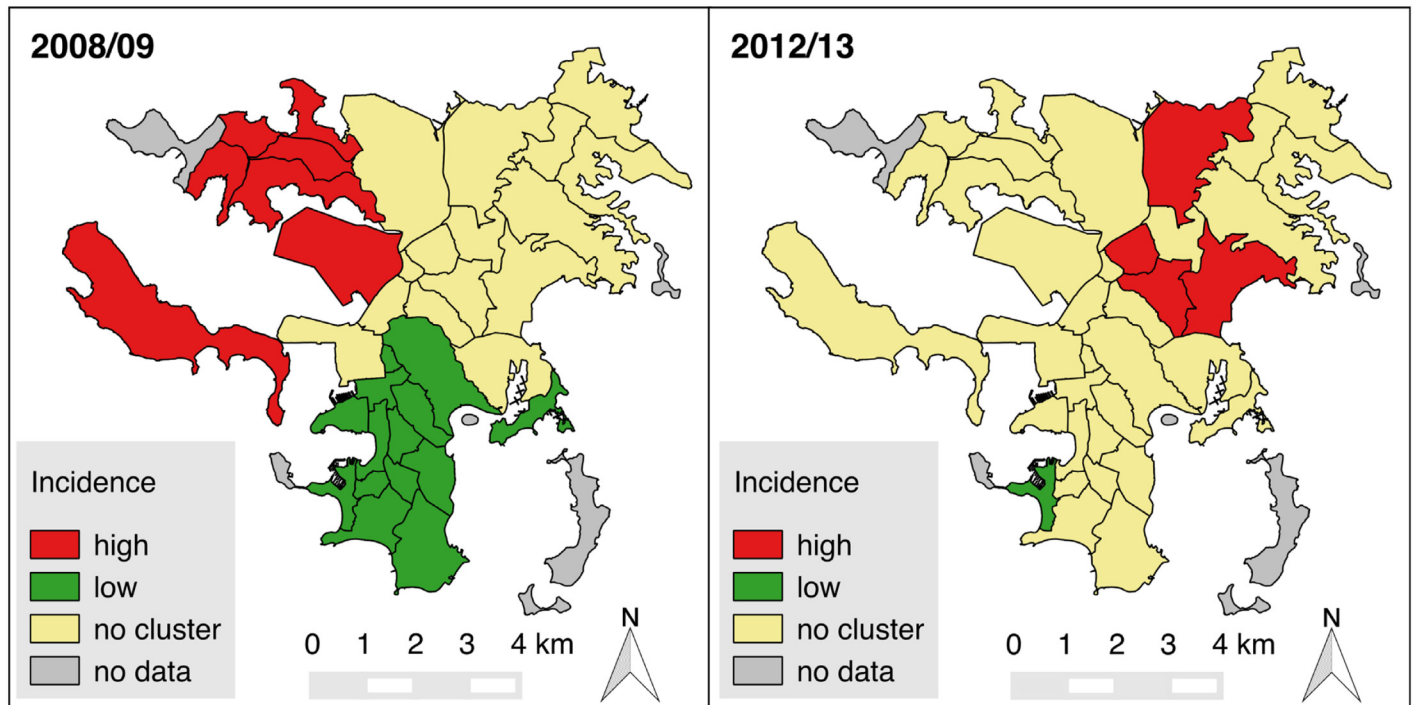 2008/09
Incidence
high
low
no cluster
no data
0 1 2 3 4 km
N
2012/13
Incidence
high
low
no cluster
no data
0 1 2 3 4 km
N